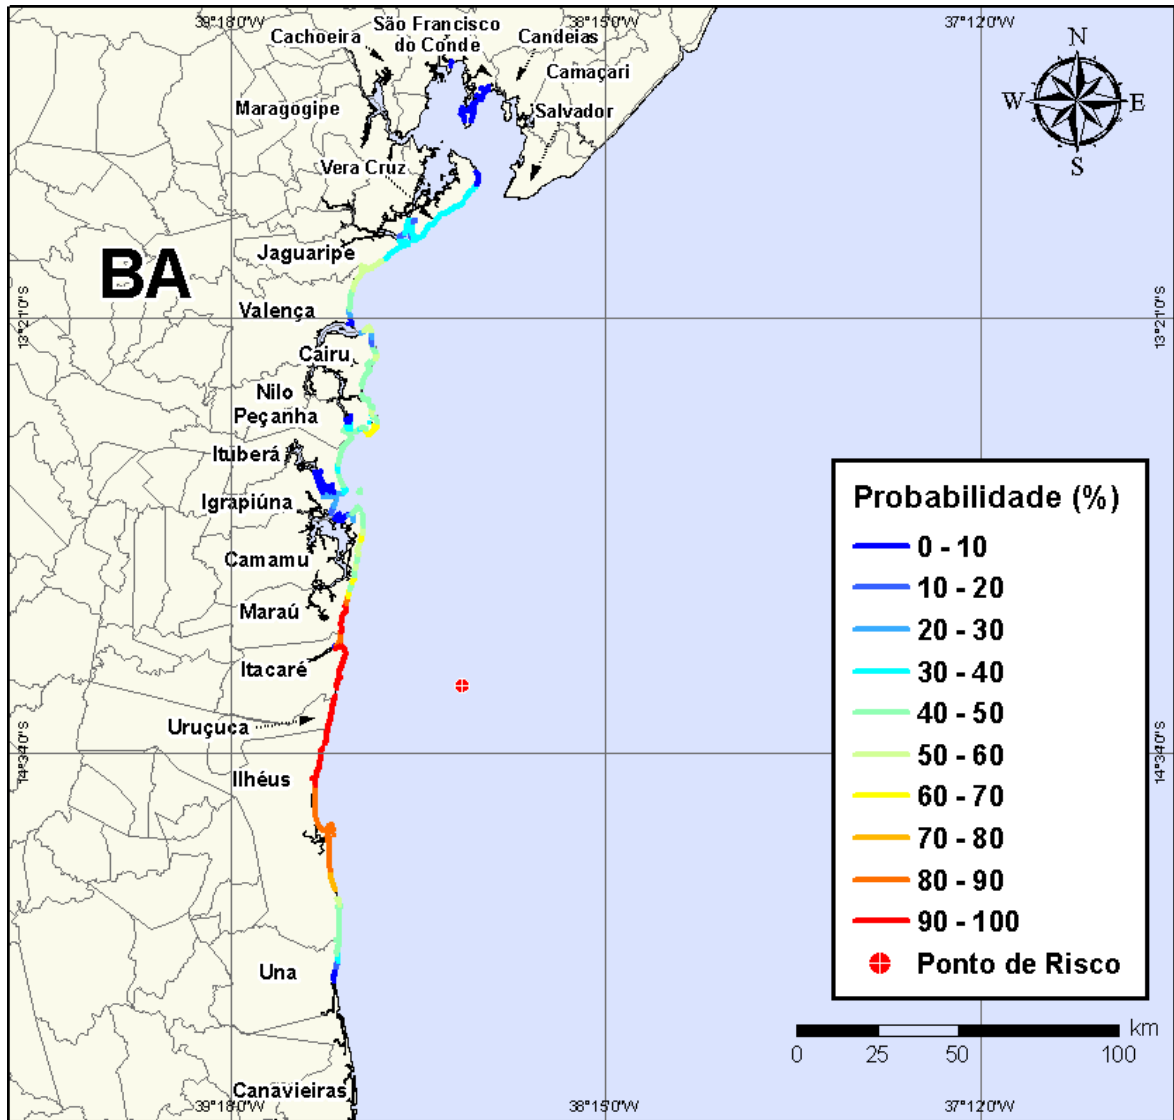 39°18'0"W
38°15'0"W
37°12'0"W
São Francisco
do Conde
Cachoeira
Candeias
Camaçari
Maragogipe
Salvador
Vera Cruz
N
W
E
S
Jaguaripe
BA
Valença
13°21'0"S
13°21'0"S
Cairu
Nilo
Peçanha
Ituberá
Igrapiúna
Camamu
Maraú
Itacaré
Uruçuca
14°34'0"S
14°34'0"S
Ilhéus
Una
Canavieiras
Probabilidade (%)
0 - 10
10 - 20
20 - 30
30 - 40
40 - 50
50 - 60
60 - 70
70 - 80
80 - 90
90 - 100
Ponto de Risco
km
0
25
50
100
39°18'0"W
38°15'0"W
37°12'0"W